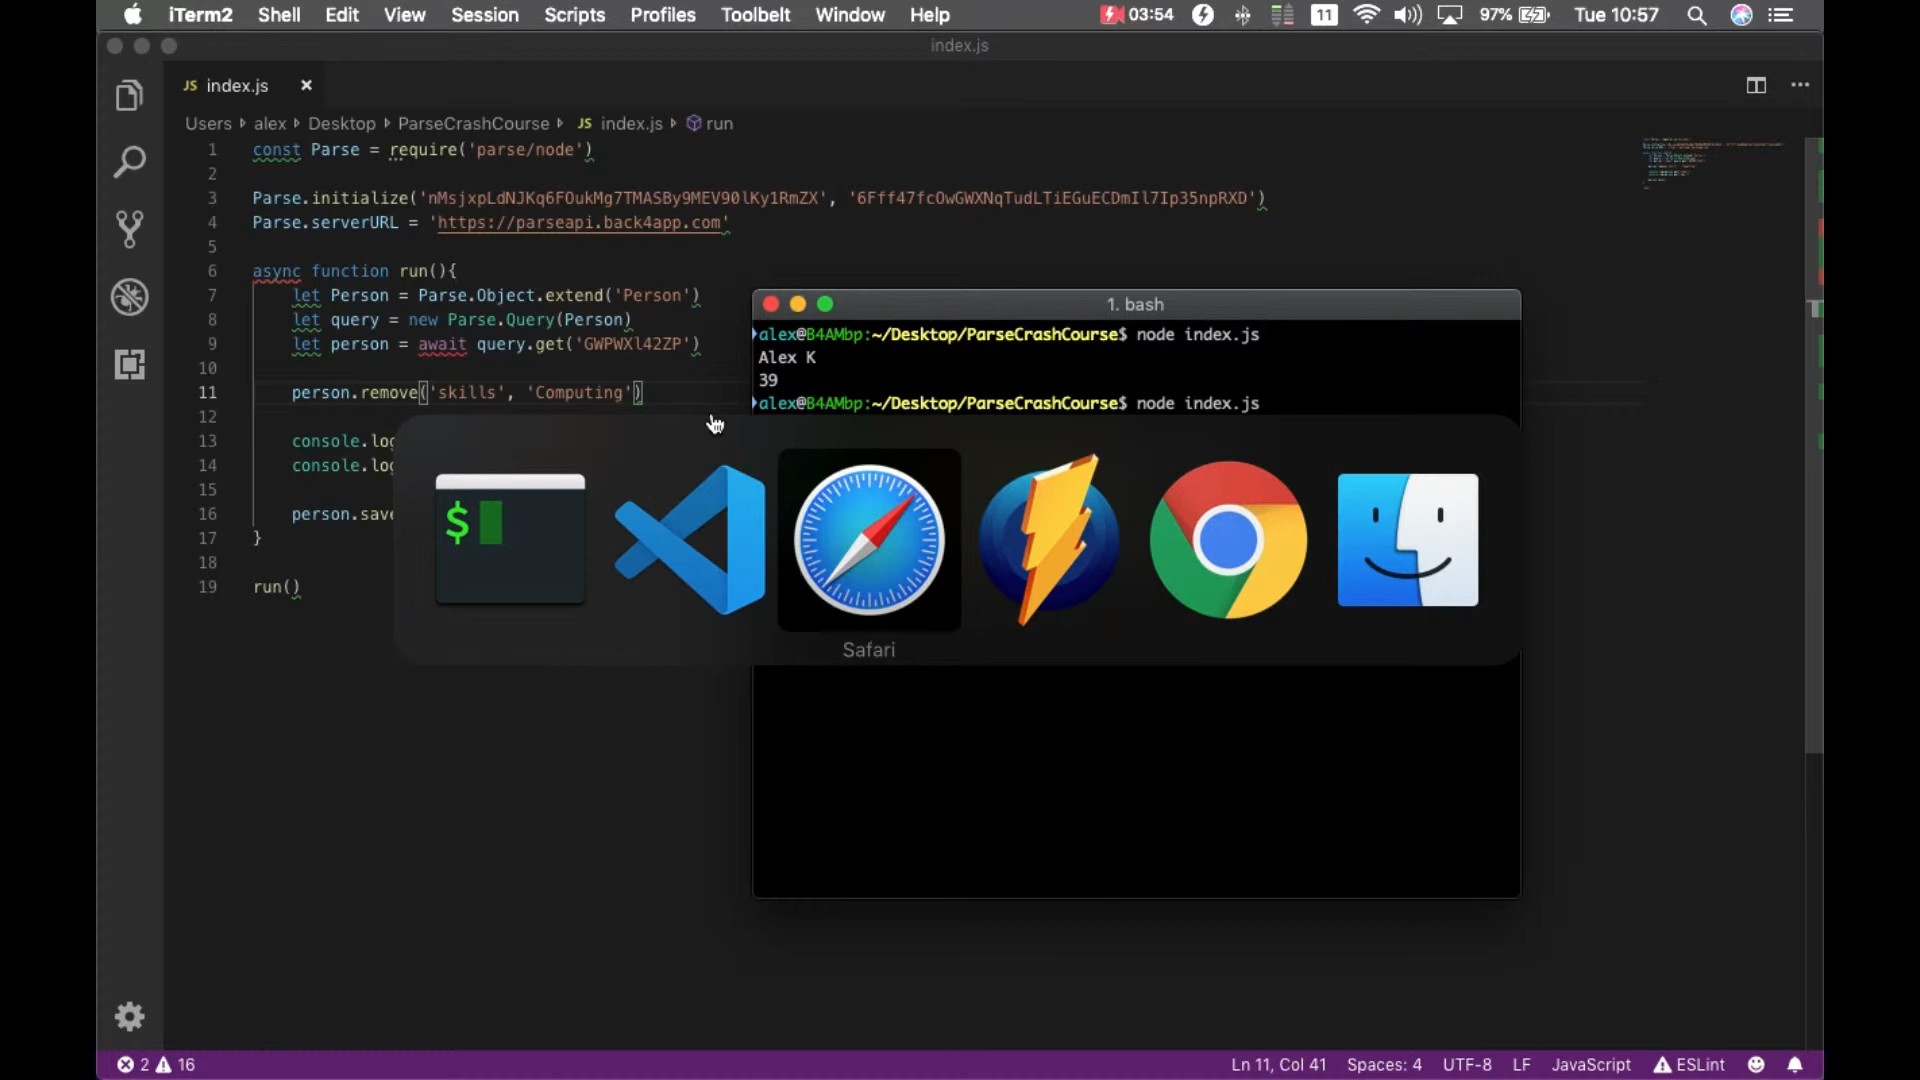 iTerm2 Shell Edit View Session Scripts Profiles Toolbelt Window Help 03:54 11 97% Tue 10:57
index.js
JS index.js
Users alex Desktop ParseCrashCourse JS index.js run
1 const Parse = require('parse/node')
2
3 Parse.initialize('nMsjxpLdNJKq6FOukMg7TMASBy9MEV90lKy1RmZX', '6Fff47fcOwGWXNqTudLTiEGuECDmIl7Ip35npRXD')
4 Parse.serverURL = 'https://parseapi.back4app.com'
5
6 async function run(){
7 let Person = Parse.Object.extend('Person')
8 let query = new Parse.Query(Person)
9 let person = await query.get('GWPWXl42ZP')
10
11 person.remove('skills', 'Computing')
12
13 console.log
14 console.log
15
16 person.save
17 }
18
19 run()
1. bash
alex@B4AMbp:~/Desktop/ParseCrashCourse$ node index.js
Alex K
39
alex@B4AMbp:~/Desktop/ParseCrashCourse$ node index.js
$
Safari
2 16 Ln 11, Col 41 Spaces: 4 UTF-8 LF JavaScript ESLint